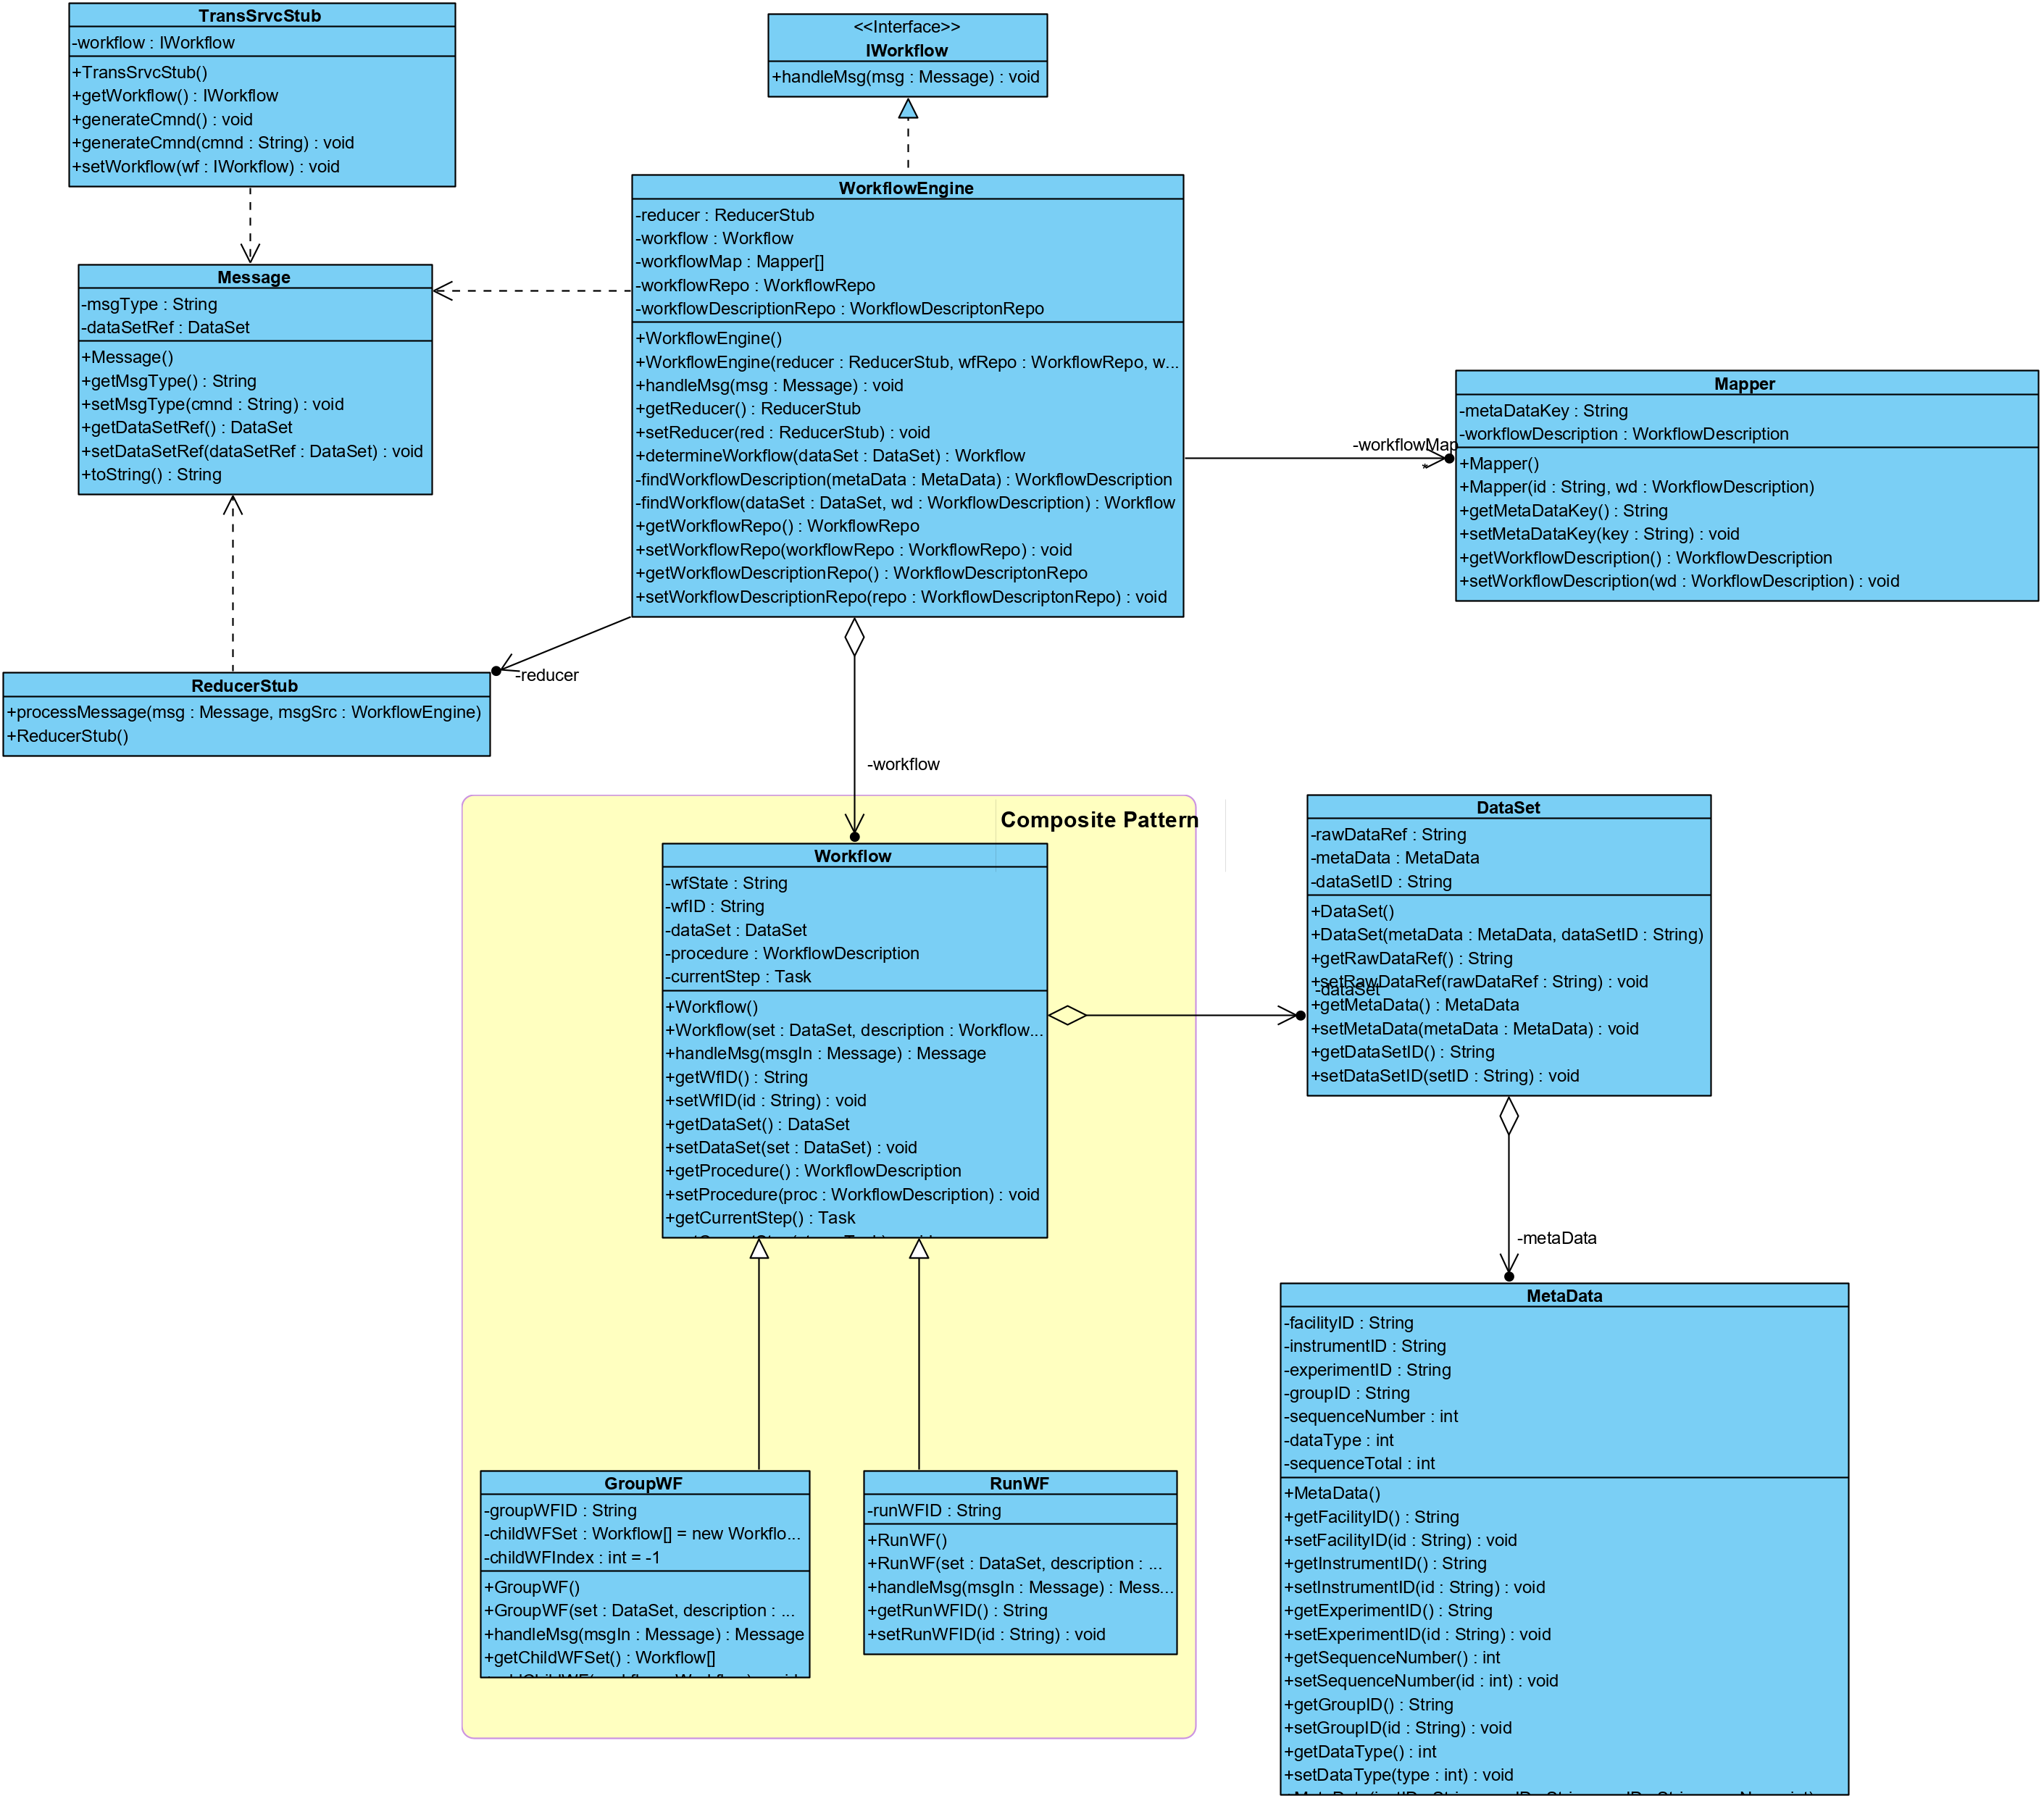 TransSrvcStub
-workflow : IWorkflow
+TransSrvcStub()
+getWorkflow() : IWorkflow
+generateCmnd() : void
+generateCmnd(cmnd : String) : void
+setWorkflow(wf : IWorkflow) : void
<<Interface>>
IWorkflow
+handleMsg(msg : Message) : void
WorkflowEngine
-reducer : ReducerStub
-workflow : Workflow
-workflowMap : Mapper[]
-workflowRepo : WorkflowRepo
-workflowDescriptionRepo : WorkflowDescriptonRepo
+WorkflowEngine()
+WorkflowEngine(reducer : ReducerStub, wfRepo : WorkflowRepo, w...
+handleMsg(msg : Message) : void
+getReducer() : ReducerStub
+setReducer(red : ReducerStub) : void
+determineWorkflow(dataSet : DataSet) : Workflow
-findWorkflowDescription(metaData : MetaData) : WorkflowDescription
-findWorkflow(dataSet : DataSet, wd : WorkflowDescription) : Workflow
+getWorkflowRepo() : WorkflowRepo
+setWorkflowRepo(workflowRepo : WorkflowRepo) : void
+getWorkflowDescriptionRepo() : WorkflowDescriptonRepo
+setWorkflowDescriptionRepo(repo : WorkflowDescriptonRepo) : void
Message
-msgType : String
-dataSetRef : DataSet
+Message()
+getMsgType() : String
+setMsgType(cmnd : String) : void
+getDataSetRef() : DataSet
+setDataSetRef(dataSetRef : DataSet) : void
+toString() : String
-workflowMap
*
Mapper
-metaDataKey : String
-workflowDescription : WorkflowDescription
+Mapper()
+Mapper(id : String, wd : WorkflowDescription)
+getMetaDataKey() : String
+setMetaDataKey(key : String) : void
+getWorkflowDescription() : WorkflowDescription
+setWorkflowDescription(wd : WorkflowDescription) : void
-reducer
ReducerStub
+processMessage(msg : Message, msgSrc : WorkflowEngine)
+ReducerStub()
-workflow
Composite Pattern
Workflow
-wfState : String
-wfID : String
-dataSet : DataSet
-procedure : WorkflowDescription
-currentStep : Task
+Workflow()
+Workflow(set : DataSet, description : Workflow...
+handleMsg(msgIn : Message) : Message
+getWfID() : String
+setWfID(id : String) : void
+getDataSet() : DataSet
+setDataSet(set : DataSet) : void
+getProcedure() : WorkflowDescription
+setProcedure(proc : WorkflowDescription) : void
+getCurrentStep() : Task
DataSet
-rawDataRef : String
-metaData : MetaData
-dataSetID : String
+DataSet()
+DataSet(metaData : MetaData, dataSetID : String)
+getRawDataRef() : String
+setRawDataRef(rawDataRef : String) : void
-dataSet
+getMetaData() : MetaData
+setMetaData(metaData : MetaData) : void
+getDataSetID() : String
+setDataSetID(setID : String) : void
-metaData
MetaData
-facilityID : String
-instrumentID : String
-experimentID : String
-groupID : String
-sequenceNumber : int
-dataType : int
-sequenceTotal : int
+MetaData()
+getFacilityID() : String
+setFacilityID(id : String) : void
+getInstrumentID() : String
+setInstrumentID(id : String) : void
+getExperimentID() : String
+setExperimentID(id : String) : void
+getSequenceNumber() : int
+setSequenceNumber(id : int) : void
+getGroupID() : String
+setGroupID(id : String) : void
+getDataType() : int
+setDataType(type : int) : void
GroupWF
-groupWFID : String
-childWFSet : Workflow[] = new Workflo...
-childWFIndex : int = -1
+GroupWF()
+GroupWF(set : DataSet, description : ...
+handleMsg(msgIn : Message) : Message
+getChildWFSet() : Workflow[]
RunWF
-runWFID : String
+RunWF()
+RunWF(set : DataSet, description : ...
+handleMsg(msgIn : Message) : Mess...
+getRunWFID() : String
+setRunWFID(id : String) : void